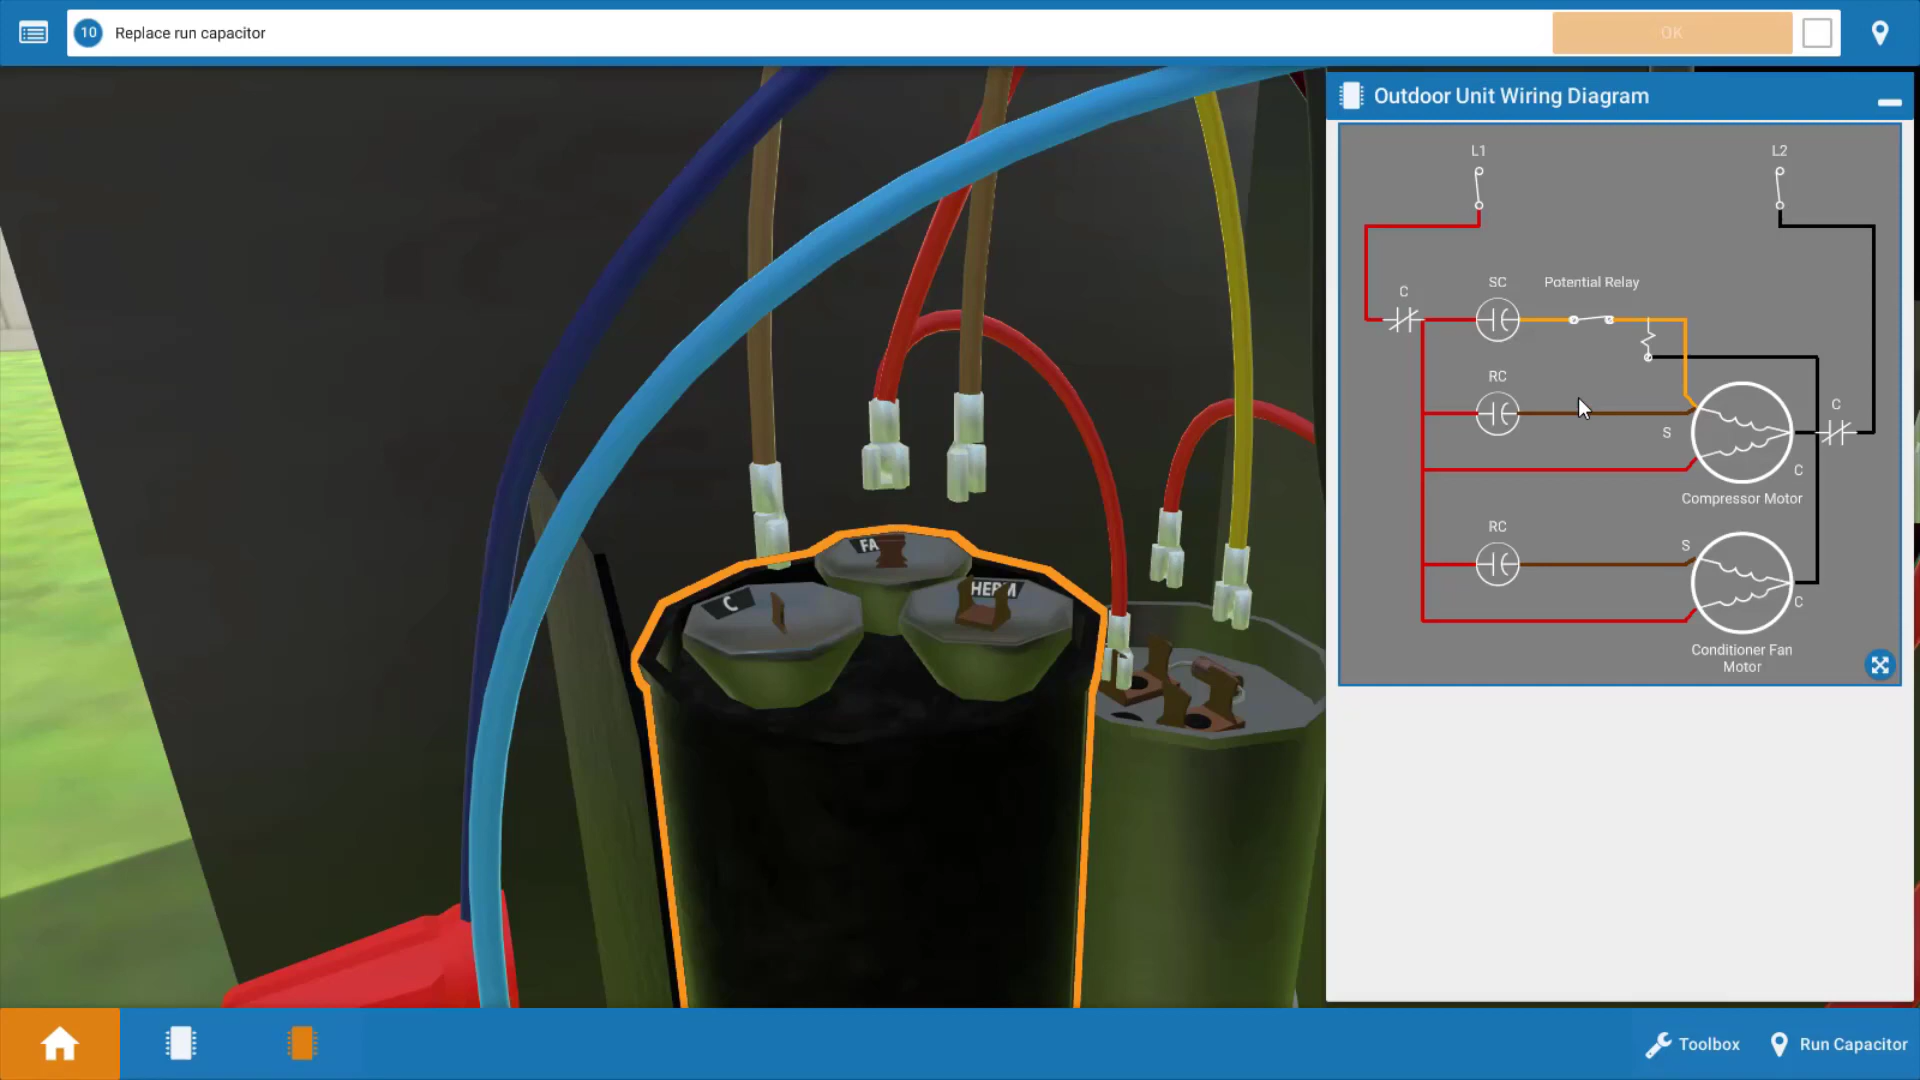 10 Replace run capacitor
OK
Outdoor Unit Wiring Diagram
L1
L2
C
SC
Potential Relay
RC
C
S
C
Compressor Motor
RC
S
C
Conditioner Fan
Motor
FA
C
HERM
Toolbox
Run Capacitor